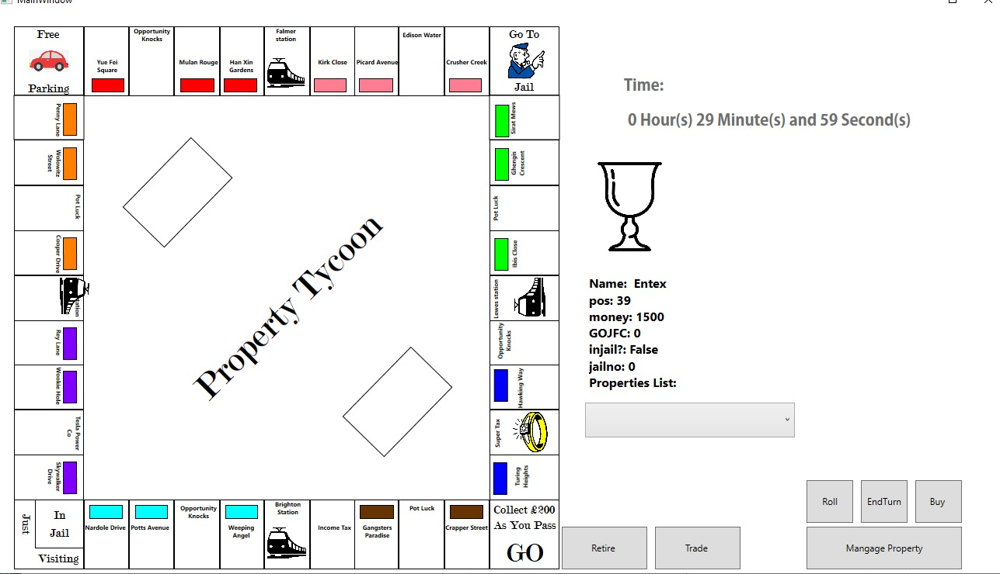 MainWindow
Free
Parking
Yue Fei
Square
Opportunity
Knocks
Mulan Rouge
Han Xin
Gardens
Falmer
station
Kirk Close
Picard Avenue
Edison Water
Crusher Creek
Go To
Jail
Penny Lane
Wolowitz
Street
Pot Luck
Cooper Drive
Rey Lane
Wookie Hole
Tesla Power
Co
Skywalker
Drive
Property Tycoon
Sirat Mews
Ghengis
Crescent
Pot Luck
Ibis Close
Lewes station
Opportunity
Knocks
Hawking Way
Super Tax
Turing
Heights
Just
In
Jail
Visiting
Nardole Drive
Potts Avenue
Opportunity
Knocks
Weeping
Angel
Brighton
Station
Income Tax
Gangsters
Paradise
Pot Luck
Crapper Street
Collect £200
As You Pass
GO
Time:
0 Hour(s) 29 Minute(s) and 59 Second(s)
Name: Entex
pos: 39
money: 1500
GOJFC: 0
injail?: False
jailno: 0
Properties List:
Roll
EndTurn
Buy
Retire
Trade
Mangage Property